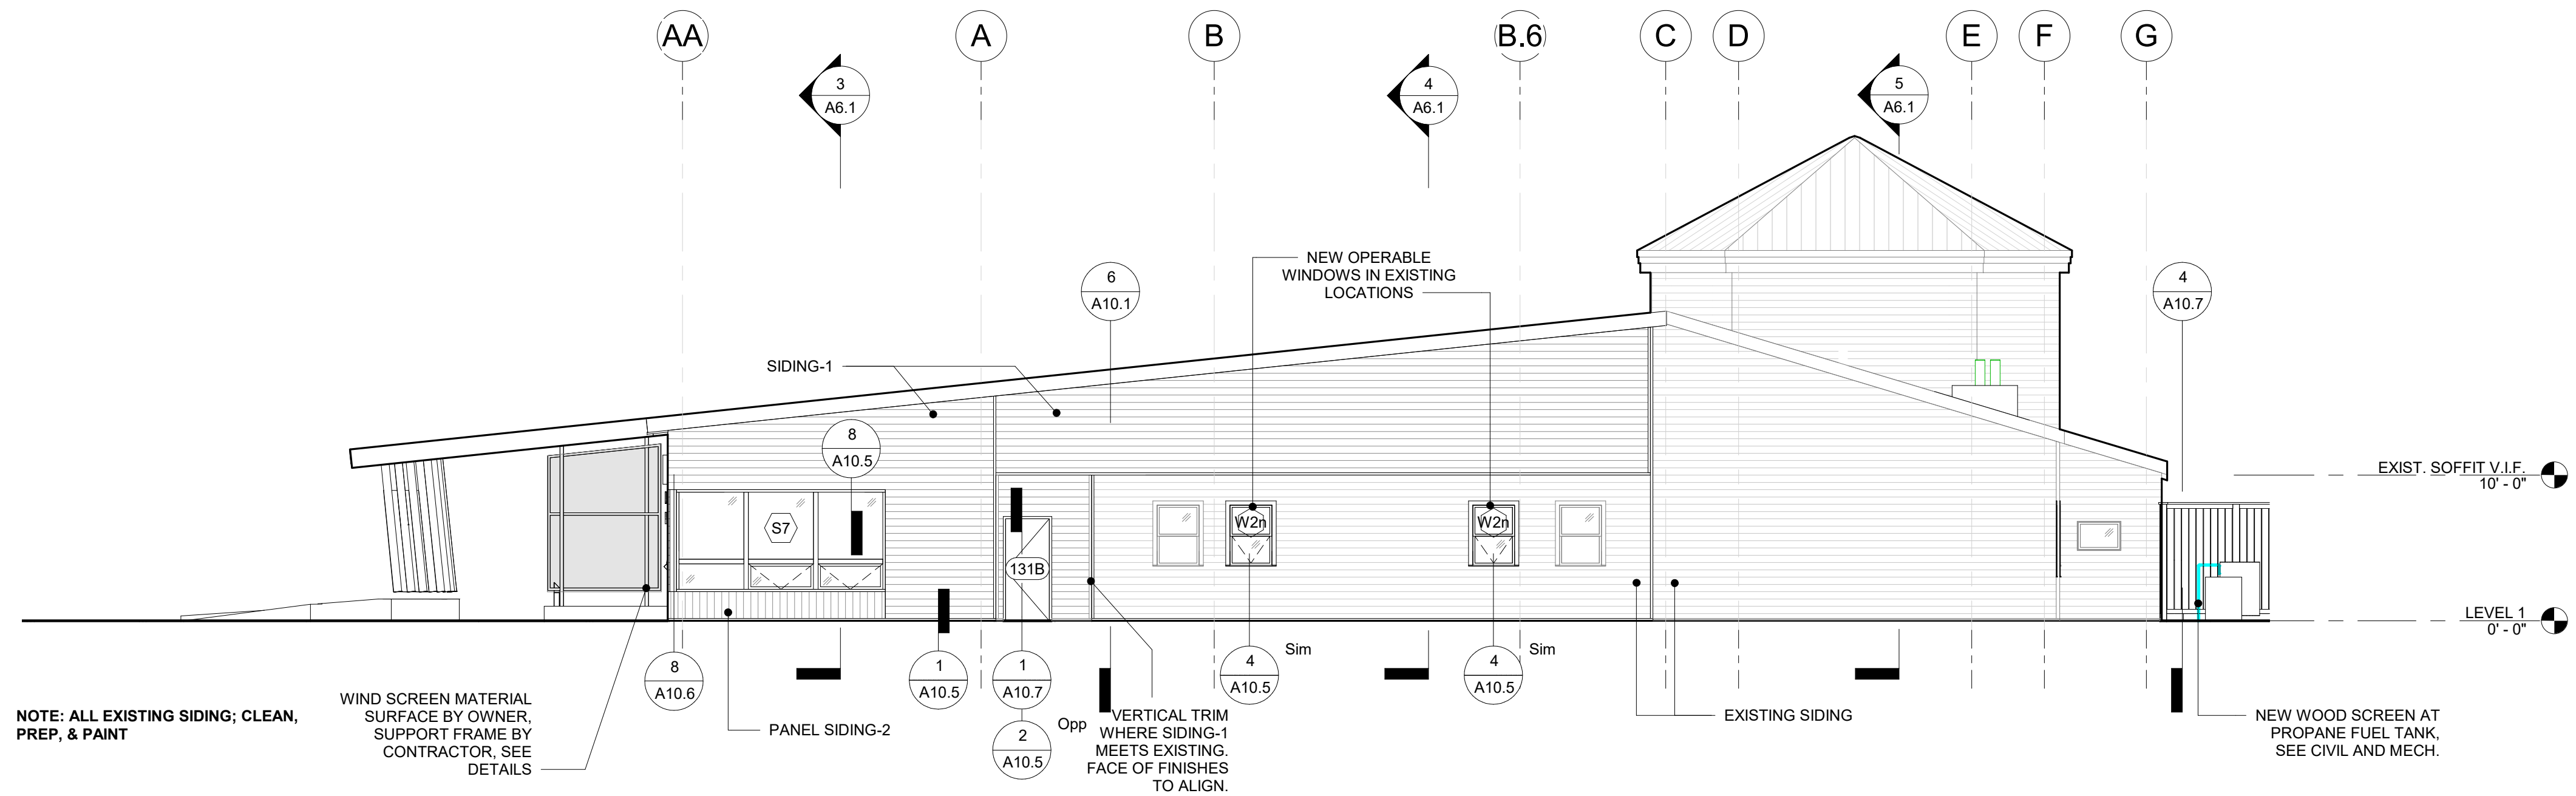 AA
A
B
B.6
C
D
E
F
G
3
A6.1
4
A6.1
5
A6.1
NEW OPERABLE
WINDOWS IN EXISTING
LOCATIONS
6
A10.1
4
A10.7
SIDING-1
8
A10.5
EXIST. SOFFIT V.I.F.
10' - 0"
S7
W2n
W2n
131B
LEVEL 1
0' - 0"
8
A10.6
1
A10.5
1
A10.7
2
A10.5
Opp
4
A10.5
Sim
4
A10.5
Sim
NOTE: ALL EXISTING SIDING; CLEAN,
PREP, & PAINT
WIND SCREEN MATERIAL
SURFACE BY OWNER,
SUPPORT FRAME BY
CONTRACTOR, SEE
DETAILS
PANEL SIDING-2
VERTICAL TRIM
WHERE SIDING-1
MEETS EXISTING.
FACE OF FINISHES
TO ALIGN.
EXISTING SIDING
NEW WOOD SCREEN AT
PROPANE FUEL TANK,
SEE CIVIL AND MECH.